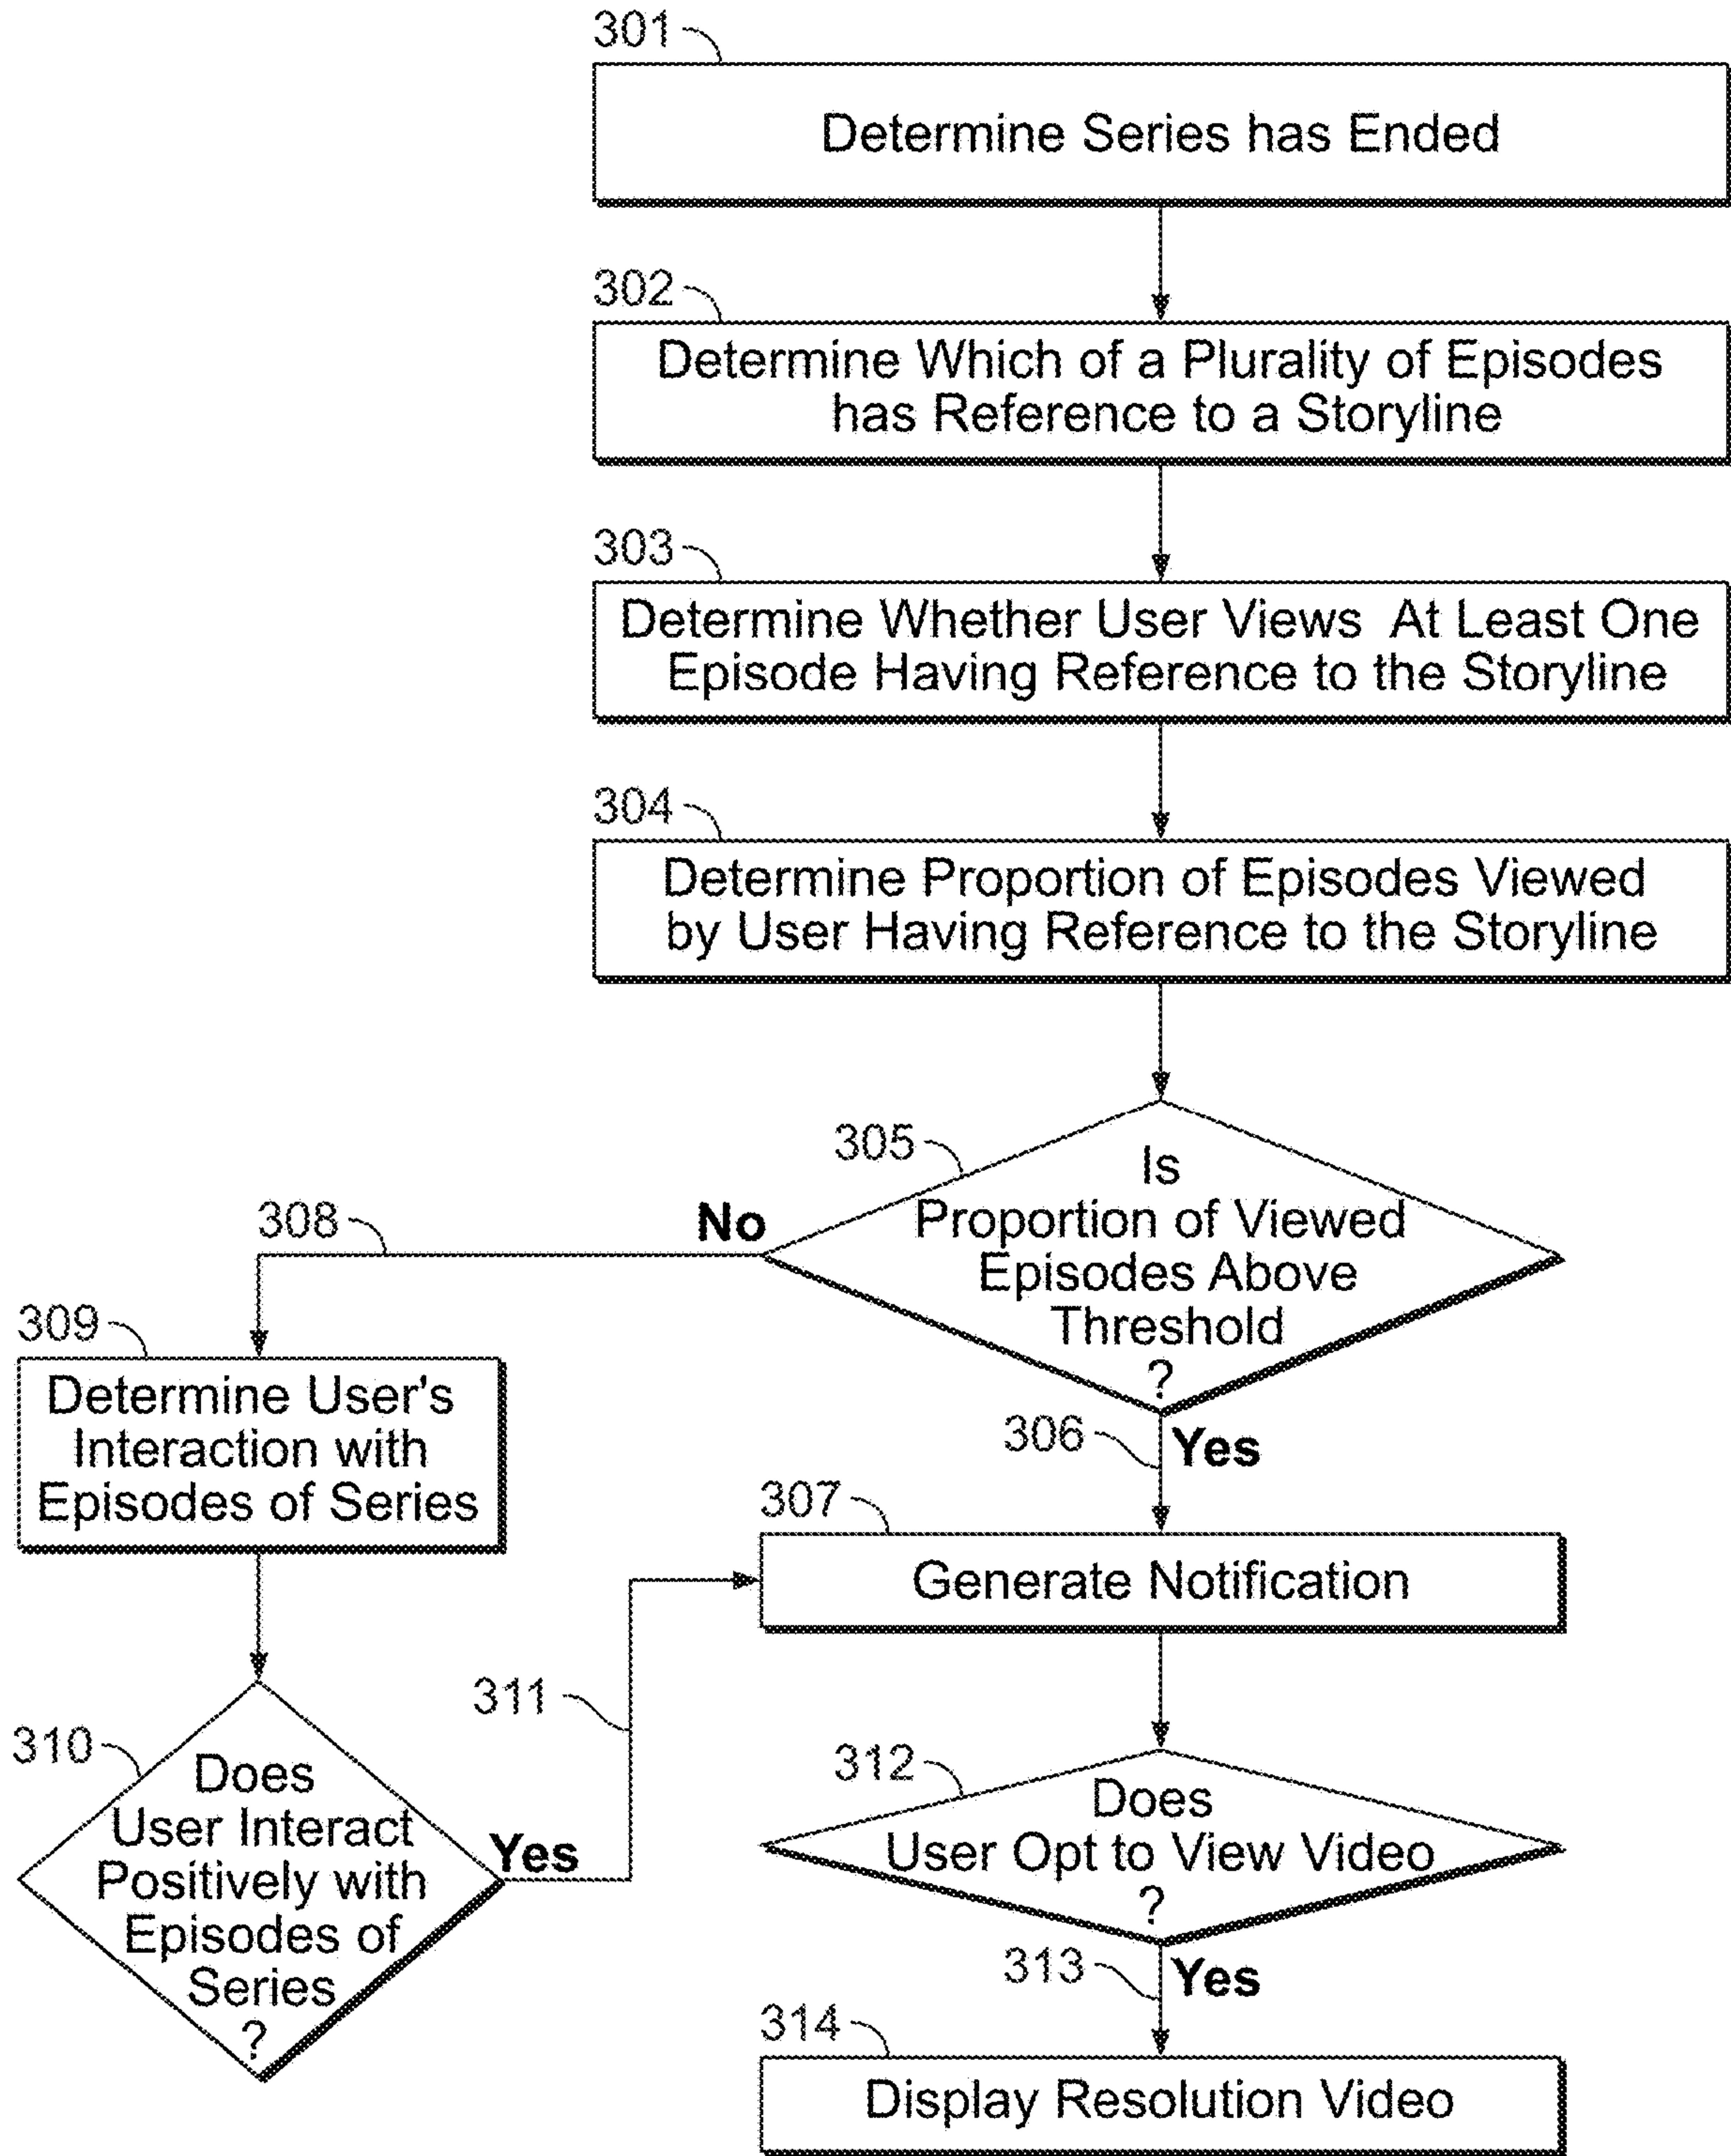 301
Determine Series has Ended
302
Determine Which of a Plurality of Episodes
has Reference to a Storyline
303
Determine Whether User Views At Least One
Episode Having Reference to the Storyline
304
Determine Proportion of Episodes Viewed
by User Having Reference to the Storyline
305
Is
Proportion of Viewed
Episodes Above
Threshold
?
No
308
306
Yes
309
Determine User's
Interaction with
Episodes of Series
307
Generate Notification
310
Does
User Interact
Positively with
Episodes of
Series
?
Yes
311
312
Does
User Opt to View Video
?
313
Yes
314
Display Resolution Video